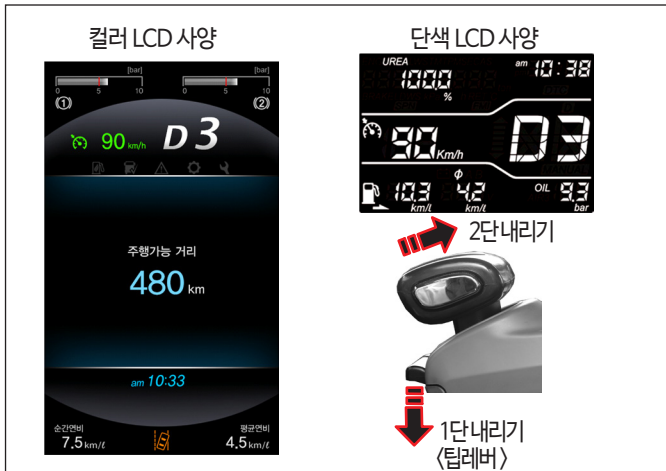 컬러 LCD 사양
[bar]
[bar]
0 5 10
0 5 10
(1)
(2)
90 km/h
D 3
주행가능 거리
480 km
am 10:33
순간연비
7.5 km/ℓ
평균연비
4.5 km/ℓ
단색 LCD 사양
UREA
100.0
%
am 10:38
90 Km/h
D3
10.3
km/ℓ
Φ
4.2
km/ℓ
OIL 9.3
bar
2단 내리기
1단 내리기
〈팁레버〉